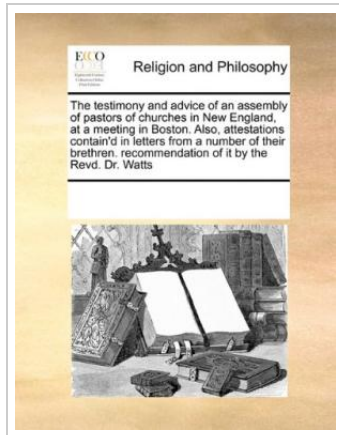 ECCO
Religion and Philosophy
The testimony and advice of an assembly
of pastors of churches in New England,
at a meeting in Boston. Also, attestations
contain'd in letters from a number of their
brethren. recommendation of it by the
Revd. Dr. Watts